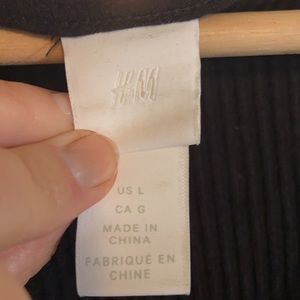 H&M
US L
CA G
MADE IN
CHINA
FABRIQUÉ EN
CHINE